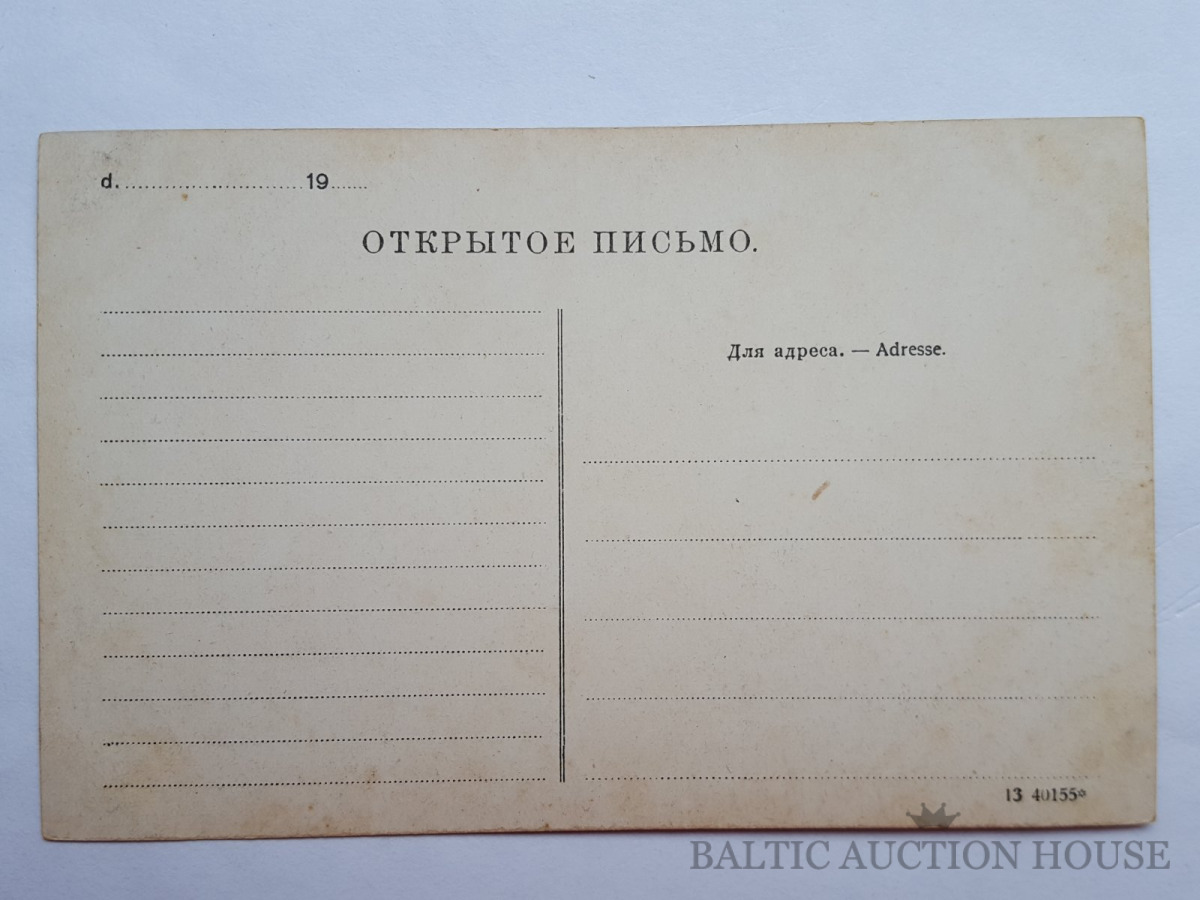 d. ........................... 19 .......
ОТКРЫТОЕ ПИСЬМО.
Для адреса. — Adresse.
13 40155*
BALTIC AUCTION HOUSE